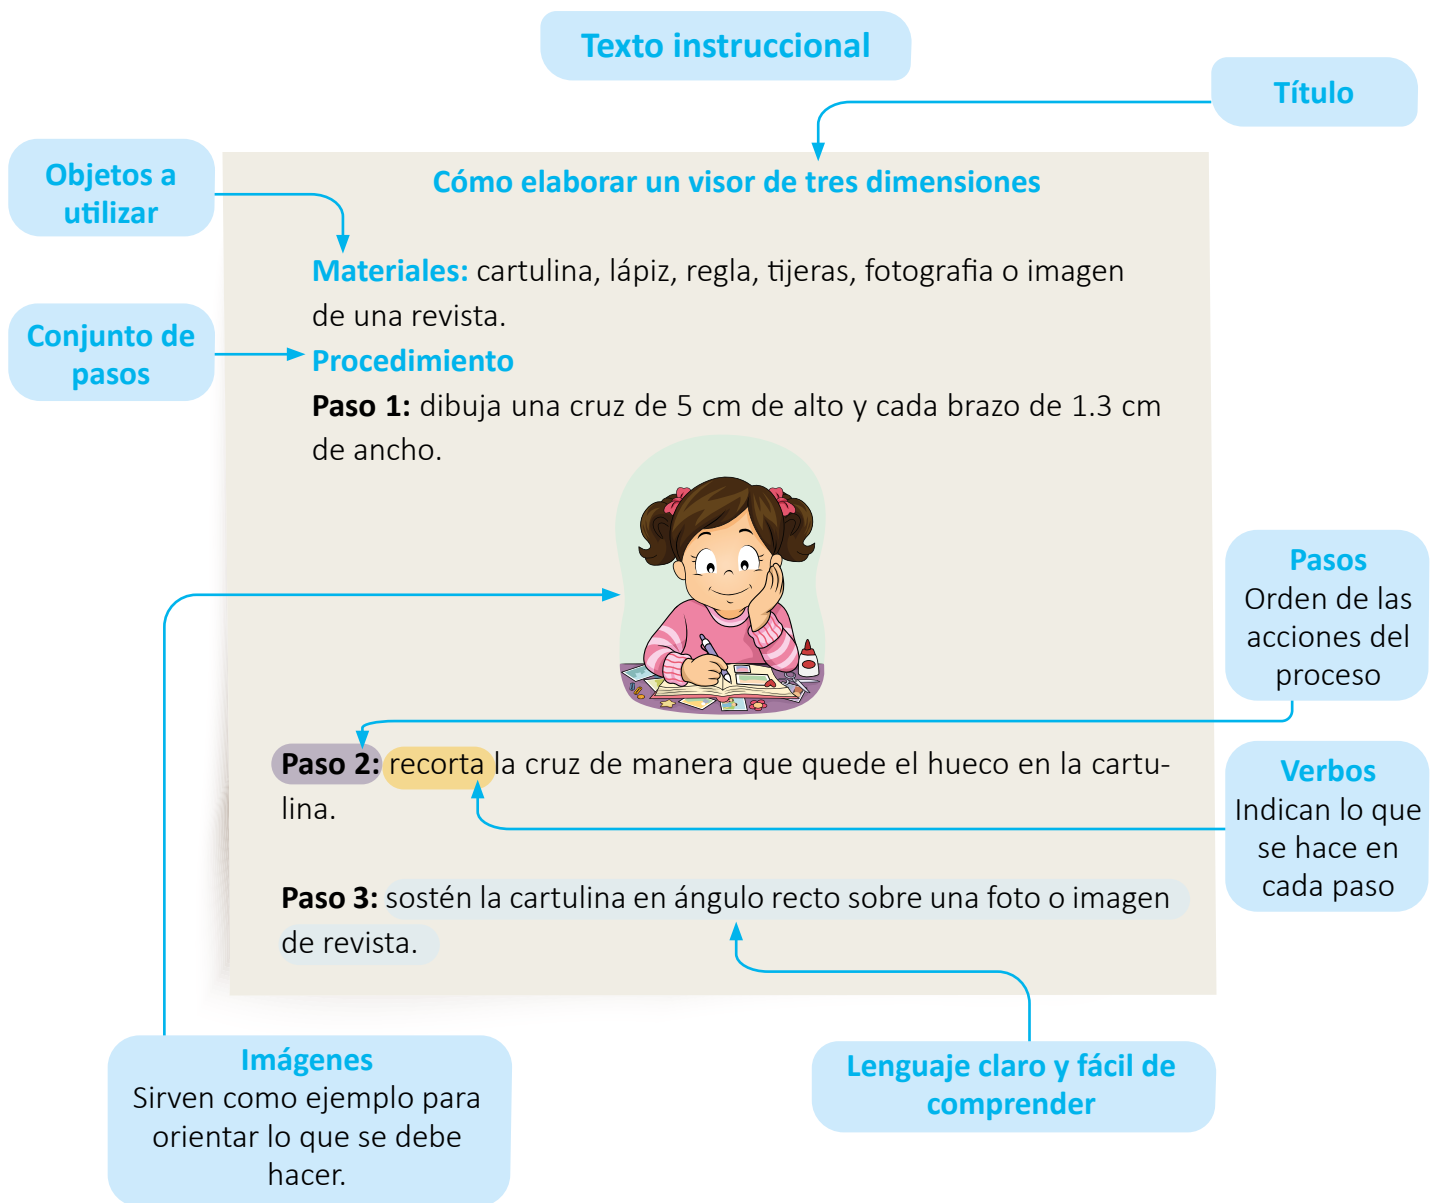 Texto instruccional
Título
Objetos a
utilizar
Cómo elaborar un visor de tres dimensiones
Materiales: cartulina, lápiz, regla, tijeras, fotografia o imagen
de una revista.
Conjunto de
pasos
Procedimiento
Paso 1: dibuja una cruz de 5 cm de alto y cada brazo de 1.3 cm
de ancho.
Pasos
Orden de las
acciones del
proceso
Paso 2: recorta la cruz de manera que quede el hueco en la cartu-
lina.
Verbos
Indican lo que
se hace en
cada paso
Paso 3: sostén la cartulina en ángulo recto sobre una foto o imagen
de revista.
Imágenes
Sirven como ejemplo para
orientar lo que se debe
hacer.
Lenguaje claro y fácil de
comprender